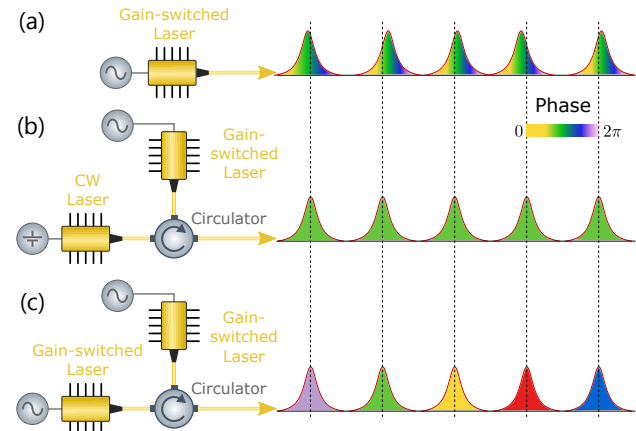 (a)
Gain-switched
Laser
Phase
0
2π
(b)
Gain-
switched
Laser
CW
Laser
Circulator
(c)
Gain-
switched
Laser
Gain-switched
Laser
Circulator